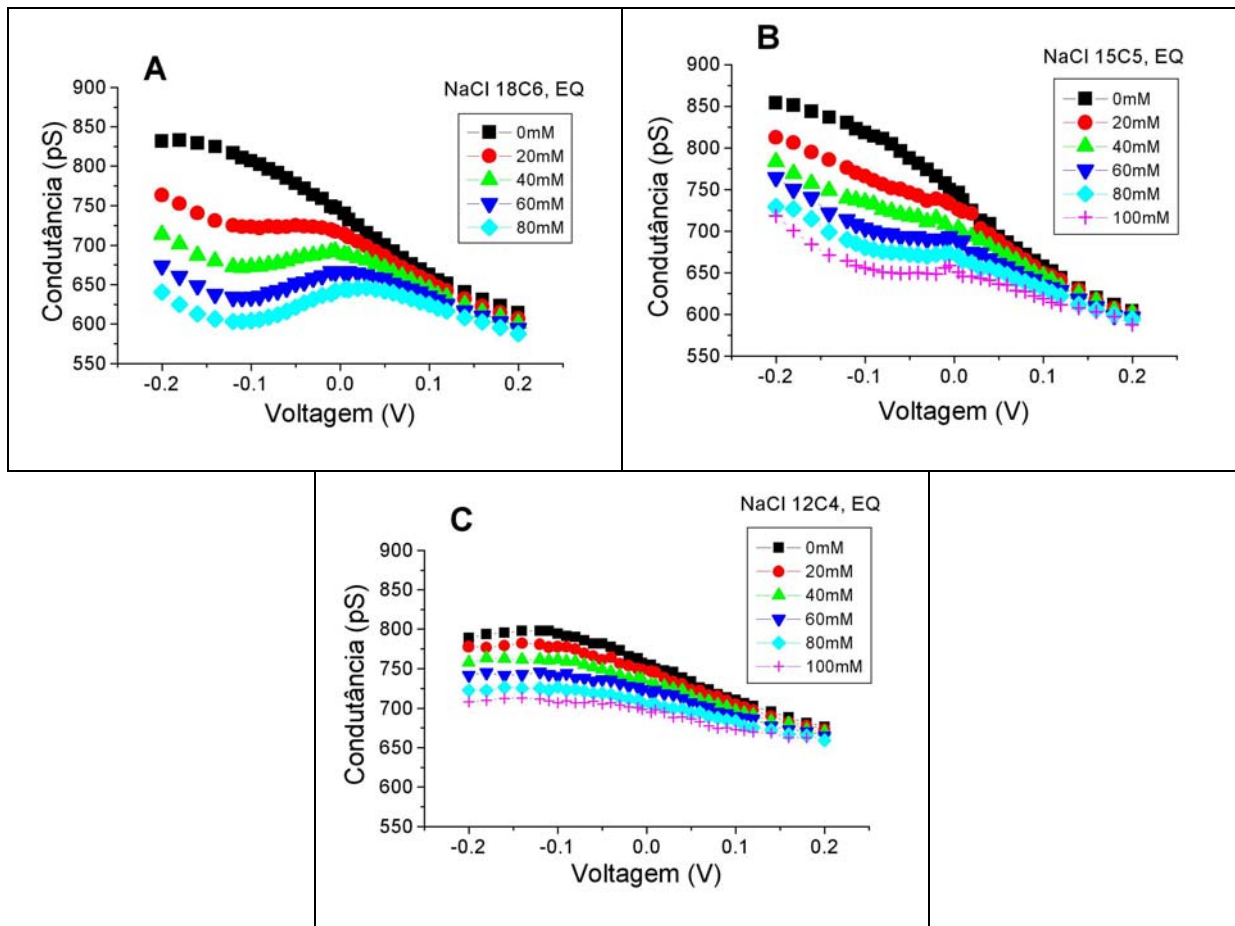 A
NaCl 18C6, EQ
0mM
20mM
40mM
60mM
80mM
Condutância (pS)
900
850
800
750
700
650
600
550
-0.2 -0.1 0.0 0.1 0.2
Voltagem (V)
B
NaCl 15C5, EQ
0mM
20mM
40mM
60mM
80mM
100mM
Condutância (pS)
900
850
800
750
700
650
600
550
-0.2 -0.1 0.0 0.1 0.2
Voltagem (V)
C
NaCl 12C4, EQ
0mM
20mM
40mM
60mM
80mM
100mM
Condutância (pS)
900
850
800
750
700
650
600
550
-0.2 -0.1 0.0 0.1 0.2
Voltagem (V)